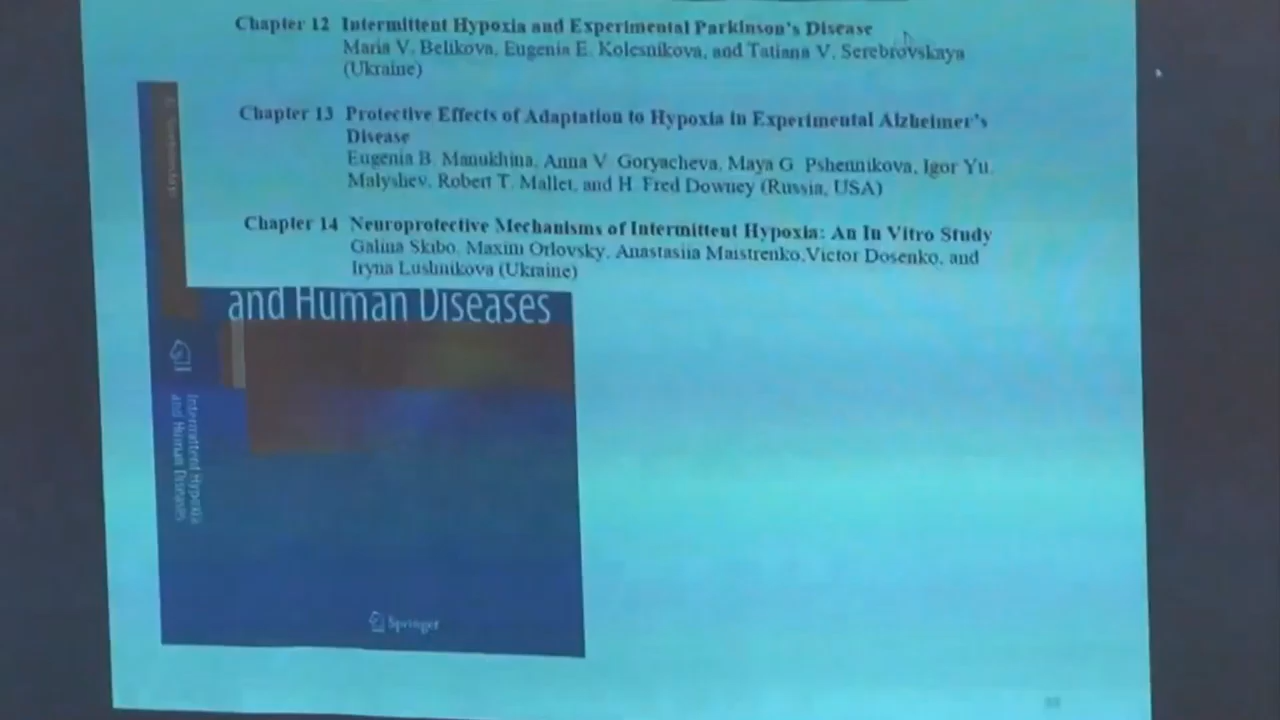 Chapter 12 Intermittent Hypoxia and Experimental Parkinson's Disease
Maria V. Belikova, Eugenia E. Kolesnikova, and Tatiana V. Serebrovskaya
(Ukraine)
Chapter 13 Protective Effects of Adaptation to Hypoxia in Experimental Alzheimer's
Disease
Eugenia B. Manukhina, Anna V. Goryacheva, Maya G. Pshennikova, Igor Yu.
Malyshev, Robert T. Mallet, and H. Fred Downey (Russia, USA)
Chapter 14 Neuroprotective Mechanisms of Intermittent Hypoxia: An In Vitro Study
Galina Skibo, Maxim Orlovsky, Anastasiia Maistrenko, Victor Dosenko, and
Iryna Lushnikova (Ukraine)
and Human Diseases
Intermittent Hypoxia
and Human Diseases
Springer